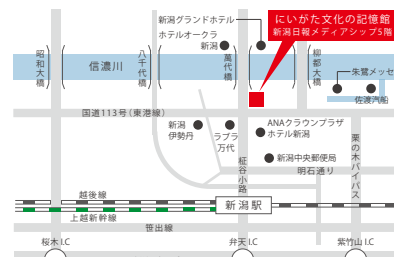 新潟グランドホテル
にいがた文化の記憶館
新潟日報メディアシップ5階
ホテルオークラ
新潟
昭和大橋
信濃川
八千代橋
萬代橋
柳都大橋
朱鷺メッセ
佐渡汽船
国道113号(東港線)
新潟
伊勢丹
ラブラ
万代
ANAクラウンプラザ
ホテル新潟
新潟中央郵便局
明石通り
柾谷小路
栗の木バイパス
越後線
新潟駅
上越新幹線
笹出線
桜木I.C
弁天I.C
紫竹山I.C